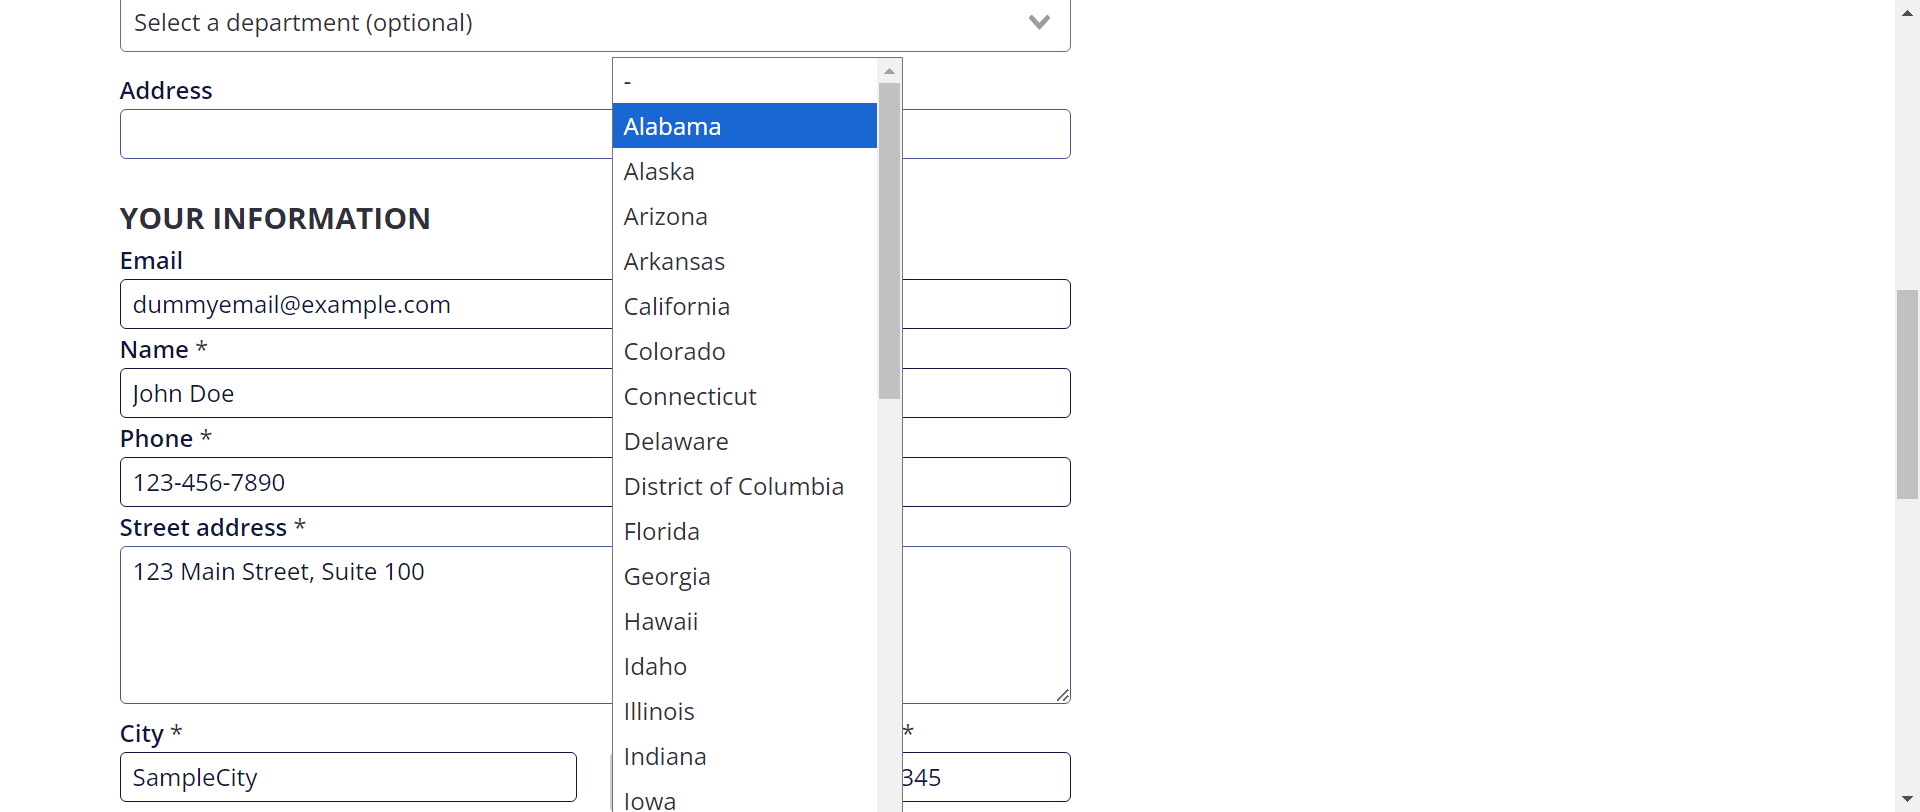 Select a department (optional)
Address
YOUR INFORMATION
Email
dummyemail@example.com
Name *
John Doe
Phone *
123-456-7890
Street address *
123 Main Street, Suite 100
City *
SampleCity
-
Alabama
Alaska
Arizona
Arkansas
California
Colorado
Connecticut
Delaware
District of Columbia
Florida
Georgia
Hawaii
Idaho
Illinois
Indiana
Iowa
*
345